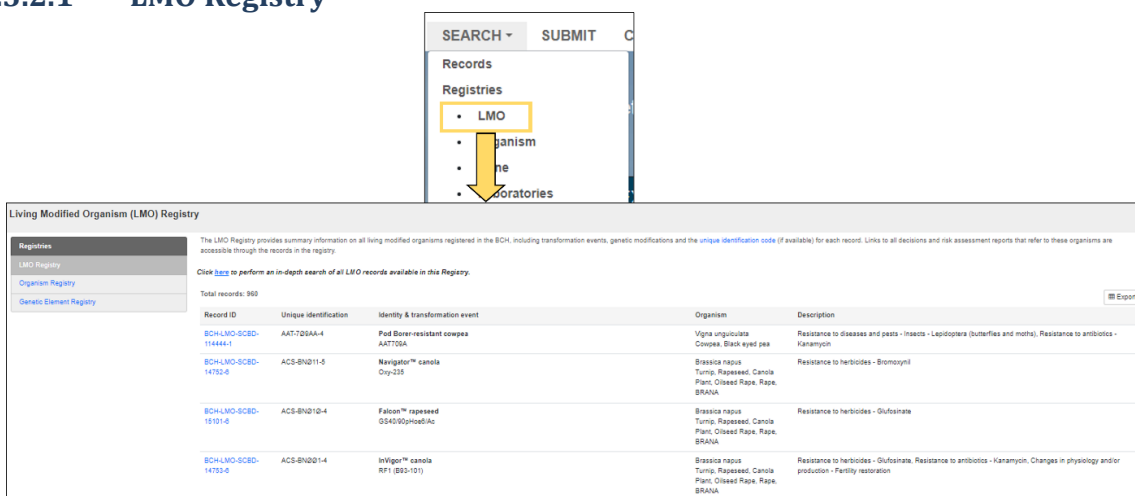 .3.2.1 LMO Registry
SEARCH SUBMIT C
Records
Registries
• LMO
• ganism
• ne
• boratories
Living Modified Organism (LMO) Registry
Registries
LMO Registry
Organism Registry
Genetic Element Registry
The LMO Registry provides summary information on all living modified organisms registered in the BCH, including transformation events, genetic modifications and the unique identification code (if available) for each record. Links to all decisions and risk assessment reports that refer to these organisms are
accessible through the records in the registry.
Click here to perform an in-depth search of all LMO records available in this Registry.
Total records: 960
Export
Record ID Unique identification Identity & transformation event Organism Description
BCH-LMO-SCBD- AAT-7Ø9AA-4 Pod Borer-resistant cowpea Vigna unguiculata Resistance to diseases and pests - Insects - Lepidoptera (butterflies and moths), Resistance to antibiotics -
114444-1 AAT709A Cowpea, Black eyed pea Kanamycin
BCH-LMO-SCBD- ACS-BNØ11-5 Navigator™ canola Brassica napus Resistance to herbicides - Bromoxynil
14752-6 Oxy-235 Turnip, Rapeseed, Canola
Plant, Oilseed Rape, Rape,
BRANA
BCH-LMO-SCBD- ACS-BNØ1Ø-4 Falcon™ rapeseed Brassica napus Resistance to herbicides - Glufosinate
15101-6 GS40/90pHoe6/Ac Turnip, Rapeseed, Canola
Plant, Oilseed Rape, Rape,
BRANA
BCH-LMO-SCBD- ACS-BNØØ1-4 InVigor™ canola Brassica napus Resistance to herbicides - Glufosinate, Resistance to antibiotics - Kanamycin, Changes in physiology and/or
14753-6 RF1 (B93-101) Turnip, Rapeseed, Canola production - Fertility restoration
Plant, Oilseed Rape, Rape,
BRANA